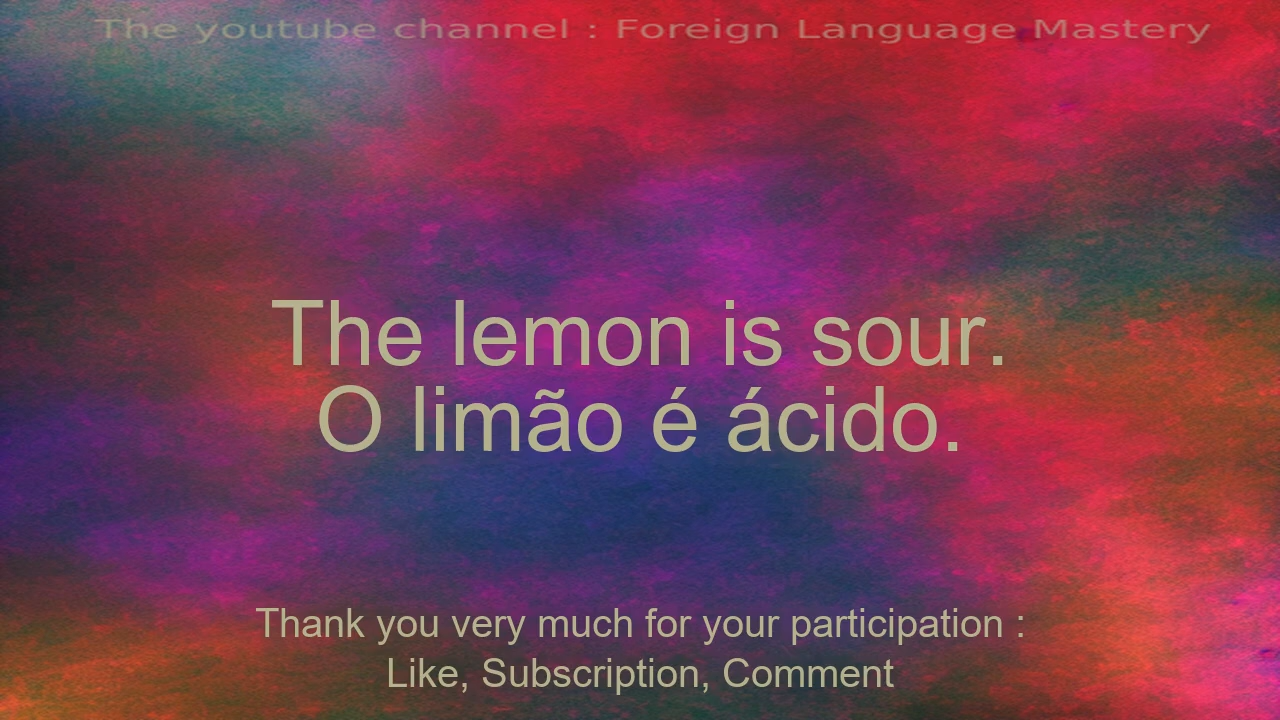 The youtube channel : Foreign Language Mastery
The lemon is sour.
O limão é ácido.
Thank you very much for your participation :
Like, Subscription, Comment